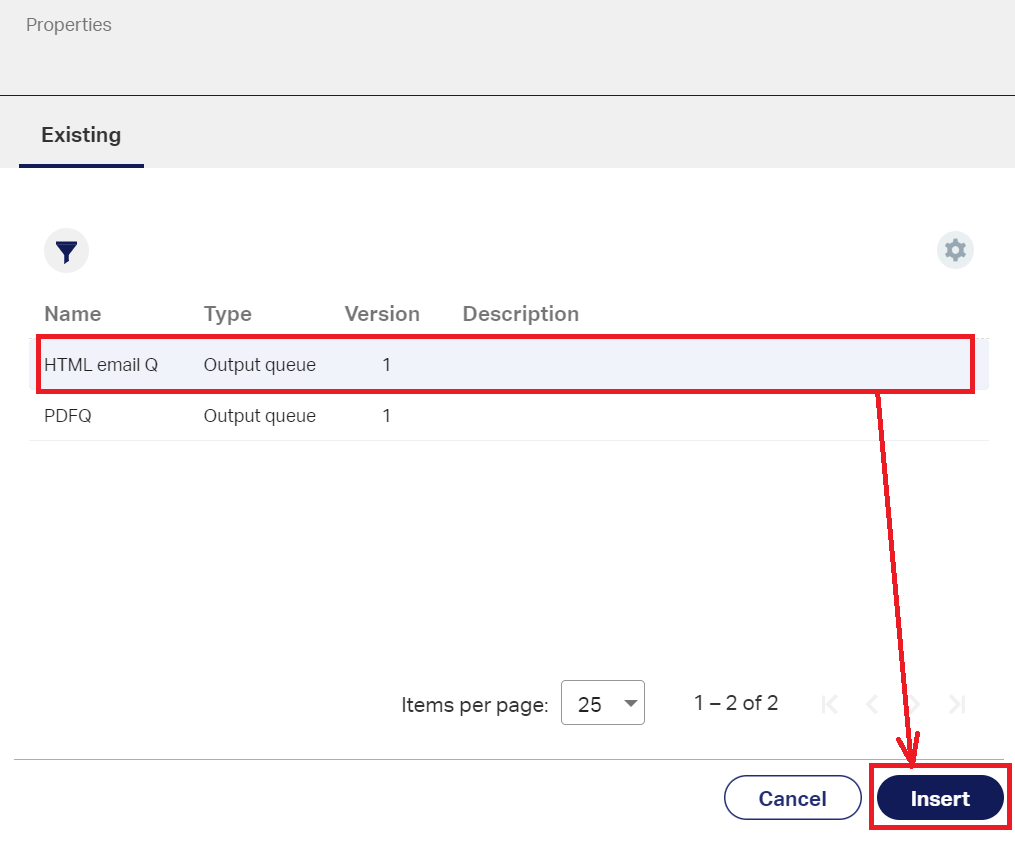 Properties
Existing
Name Type Version Description
HTML email Q Output queue 1
PDFQ Output queue 1
Items per page: 25 1 – 2 of 2
Cancel Insert